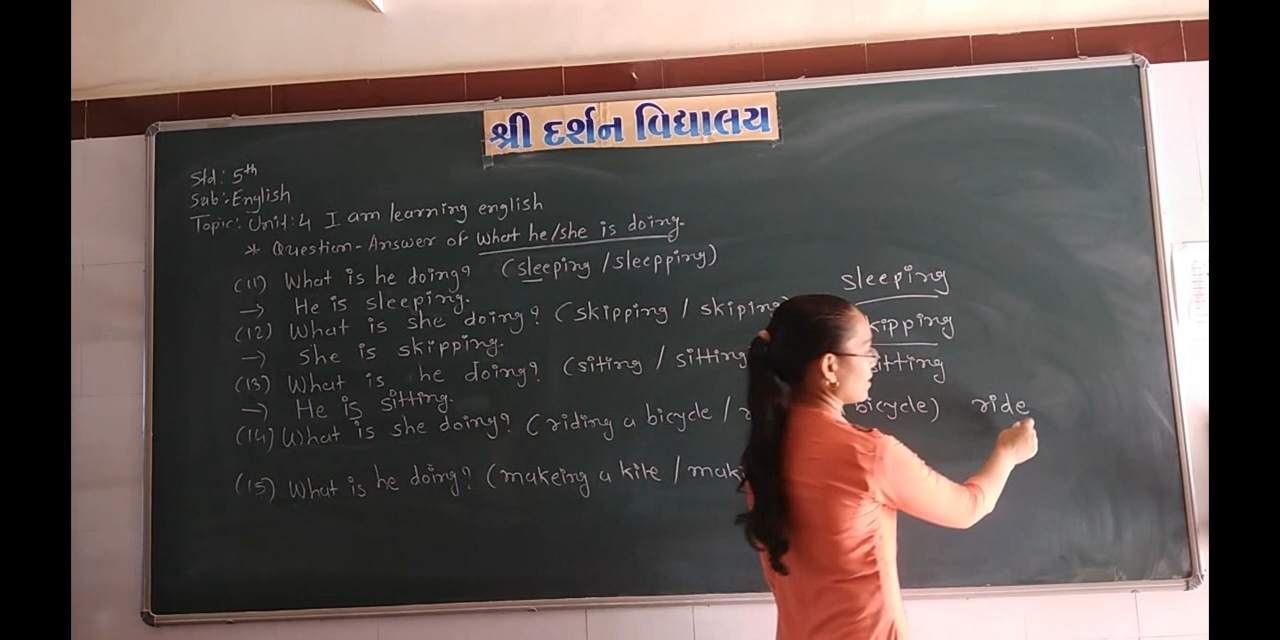 શ્રી દર્શન વિદ્યાલય
Std: 5th
Sub: English
Topic: Unit: 4 I am learning english
* Question-Answer of what he/she is doing.
(11) What is he doing? (sleeping / sleepping)
→ He is sleeping.
sleeping
(12) What is she doing? (skipping / skiping)
kipping
→ She is skipping.
(13) What is he doing? (siting / sitting
itting
→ He is sitting.
(14) What is she doing? (riding a bicycle / bicycle) ride
(15) What is he doing? (makeing a kite / maki